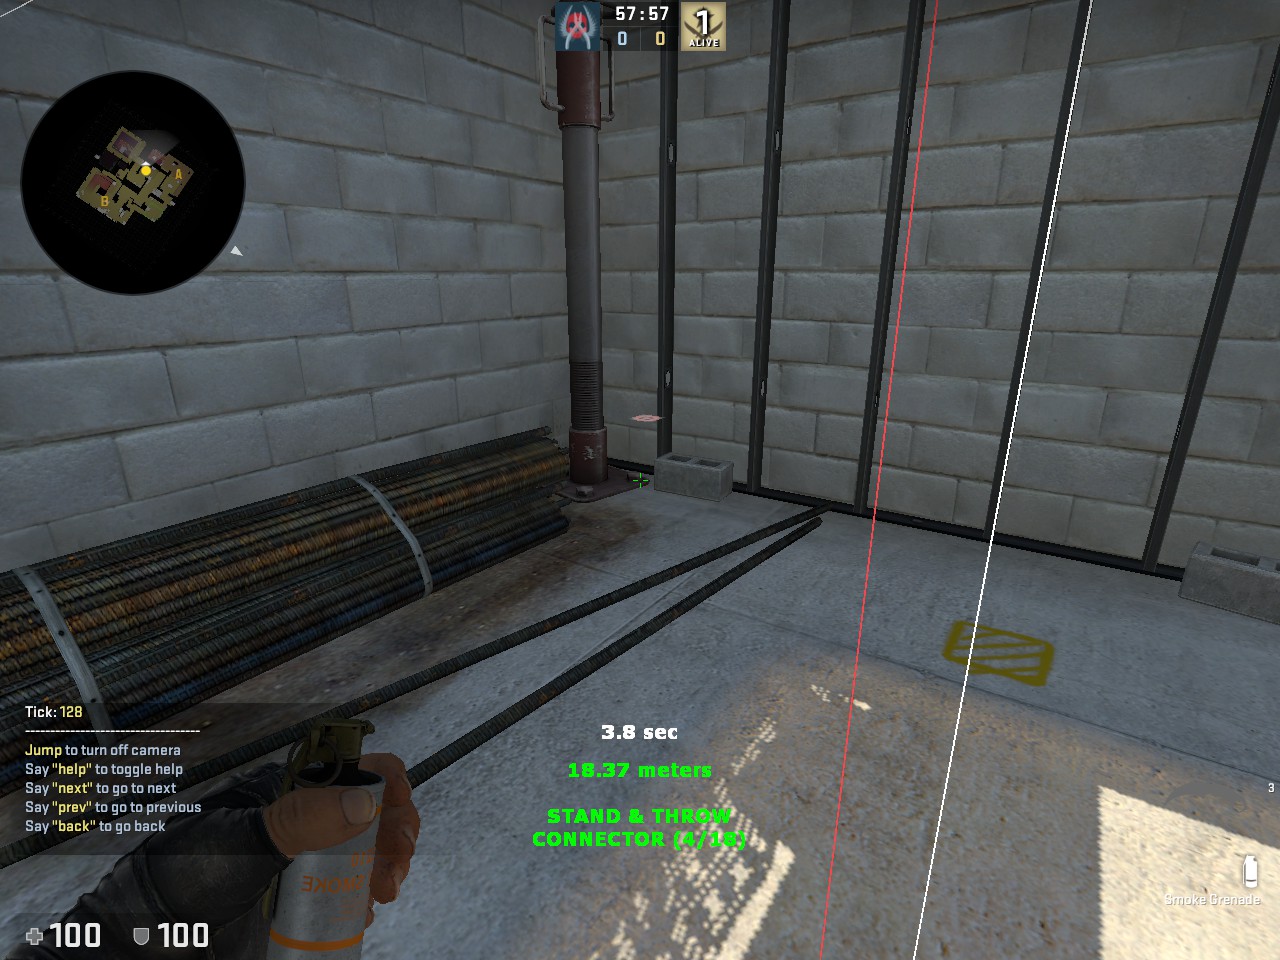 57:57
0 0
1
ALIVE
A
B
Tick: 128
----------------------------------
Jump to turn off camera
Say "help" to toggle help
Say "next" to go to next
Say "prev" to go to previous
Say "back" to go back
3.8 sec
18.37 meters
STAND & THROW
CONNECTOR (4/18)
3
Smoke Grenade
SMOKE
100 100